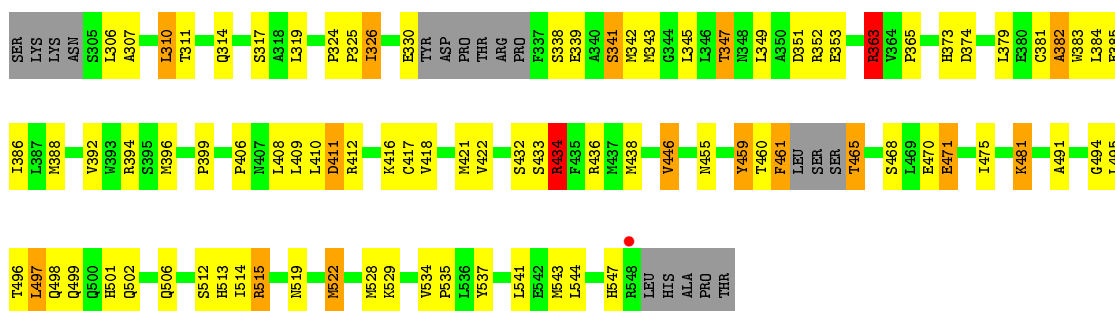 SER LYS LYS ASN S305 L306 A307 L310 T311 Q314 S317 A318 L319 P324 P325 I326 E330 TYR ASP PRO THR ARG PRO F337 S338 E339 A340 S341 M342 M343 G344 L345 L346 T347 N348 L349 A350 D351 R352 E353 R363 V364 P365 H373 D374 L379 E380 C381 A382 W383 L384 E385
I386 L387 M388 V392 W393 R394 S395 M396 P399 P406 N407 L408 L409 L410 D411 R412 K416 C417 V418 M421 V422 S432 S433 R434 F435 R436 M437 M438 V446 N455 Y459 T460 F461 LEU SER SER T465 S468 L469 E470 E471 I475 K481 A491 G494 L495
T496 L497 Q498 Q499 Q500 H501 Q502 Q506 S512 H513 I514 R515 N519 M522 M528 K529 V534 P535 L536 Y537 L541 E542 M543 L544 H547 R548 LEU HIS ALA PRO THR